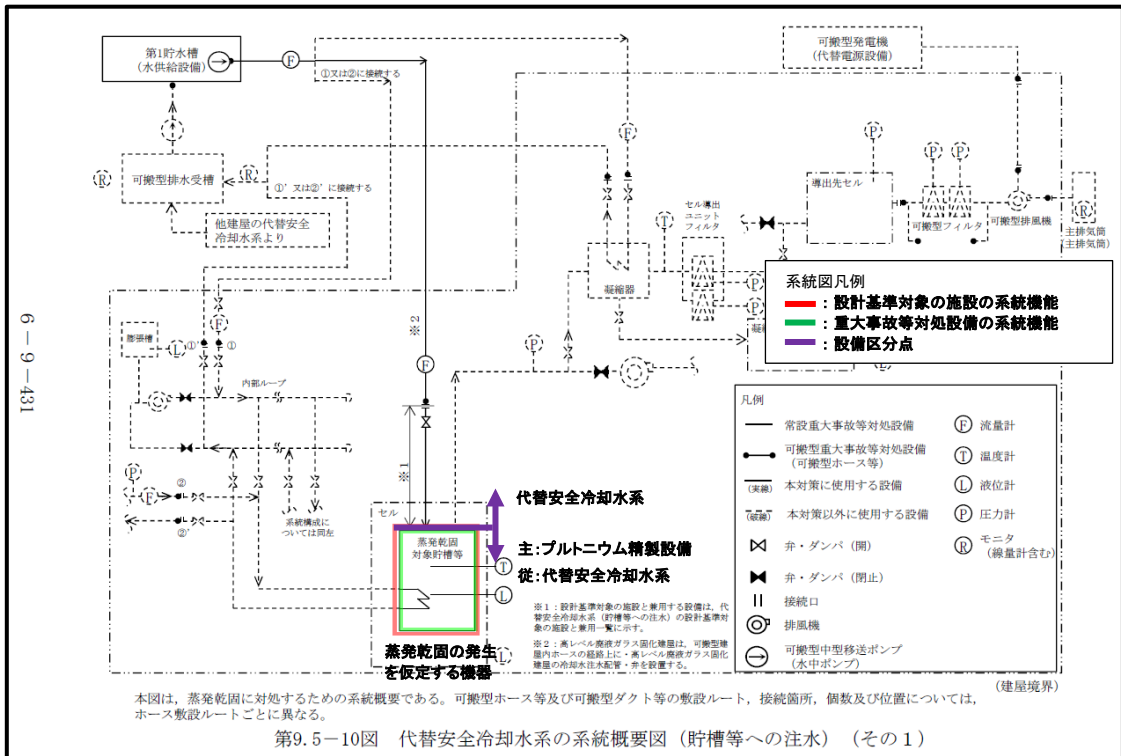 第1貯水槽
（水供給設備）
F
①又は②に接続する
可搬型発電機
（代替電源設備）
R
可搬型排水受槽
R
①’又は②’に接続する
他建屋の代替安全
冷却水系より
F
P
導出先セル
P
P
セル導出
ユニット
フィルタ
T
可搬型フィルタ
可搬型排風機
R
主排気筒
(主排気筒)
凝縮器
P
P
系統図凡例
：設計基準対象の施設の系統機能
：重大事故等対処設備の系統機能
：設備区分点
※2
F
膨張槽
L
①’
F
①
内部ループ
F
P
P
F
②
②’
系統構成に
ついては同左
※1
セル
代替安全冷却水系
蒸発乾固
対象貯槽等
主：プルトニウム精製設備
従：代替安全冷却水系
T
L
L
蒸発乾固の発生
を仮定する機器
※1：設計基準対象の施設と兼用する設備は，代
替安全冷却水系（貯槽等への注水）の設計基準対
象の施設と兼用一覧に示す。
※2：高レベル廃液ガラス固化建屋は，可搬型建
屋内ホースの経路上に・高レベル廃液ガラス固化
建屋の冷却水注水配管・弁を設置する。
凡例
常設重大事故等対処設備
可搬型重大事故等対処設備
（可搬型ホース等）
(実線)
本対策に使用する設備
(破線)
本対策以外に使用する設備
弁・ダンパ（開）
弁・ダンパ（閉止）
接続口
排風機
可搬型中型移送ポンプ
（水中ポンプ）
F 流量計
T 温度計
L 液位計
P 圧力計
R モニタ
（線量計含む）
(建屋境界)
6－9－431
本図は，蒸発乾固に対処するための系統概要である。可搬型ホース等及び可搬型ダクト等の敷設ルート，接続箇所，個数及び位置については，
ホース敷設ルートごとに異なる。
第9.5－10図　代替安全冷却水系の系統概要図（貯槽等への注水）（その１）